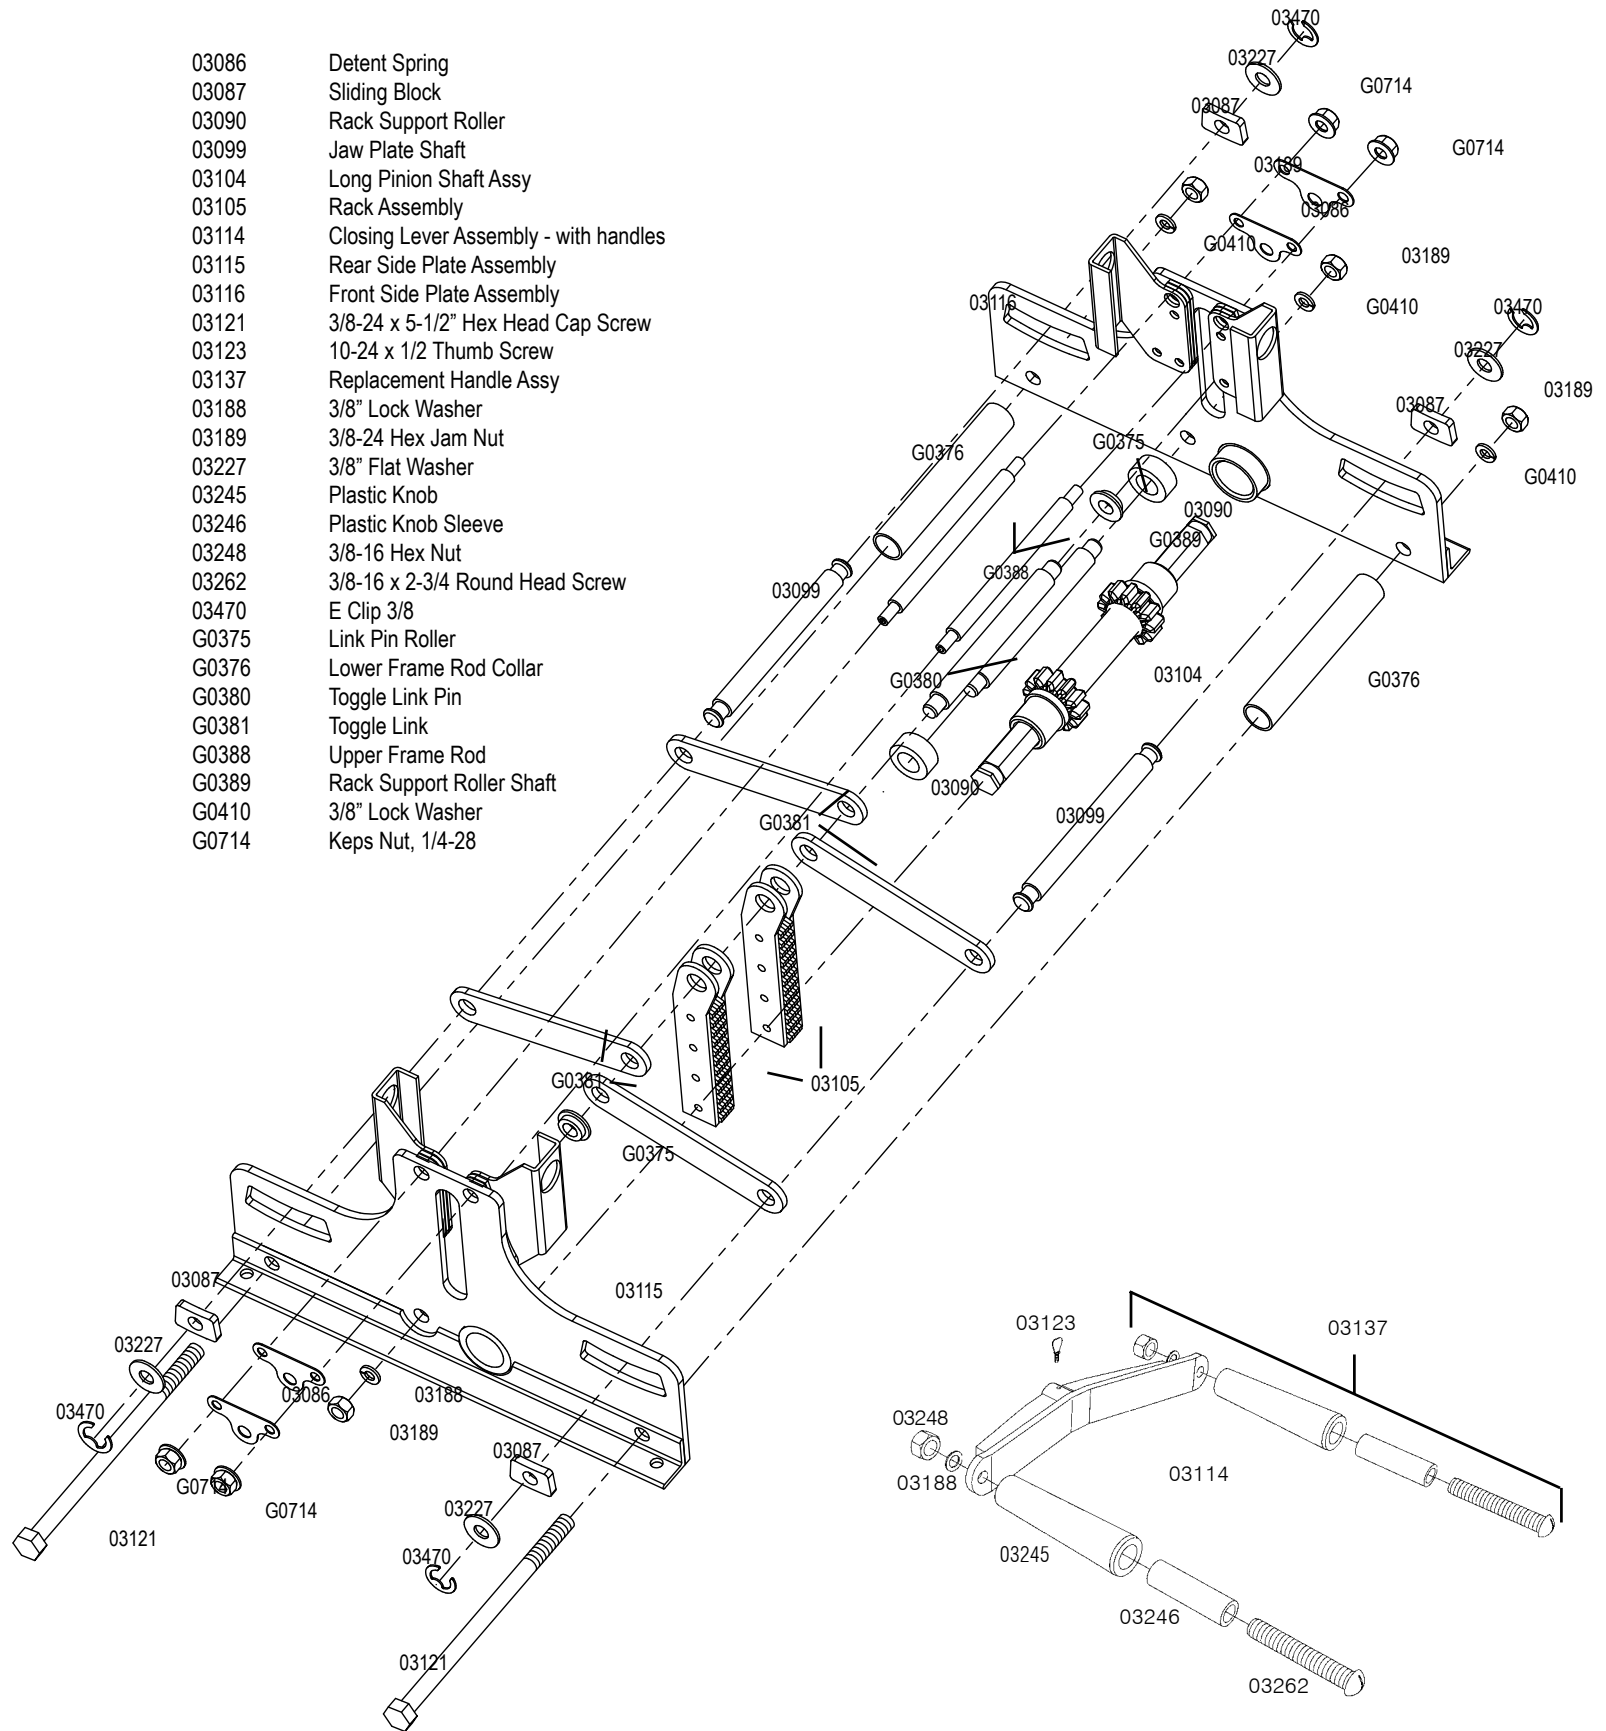 03086 Detent Spring
03087 Sliding Block
03090 Rack Support Roller
03099 Jaw Plate Shaft
03104 Long Pinion Shaft Assy
03105 Rack Assembly
03114 Closing Lever Assembly - with handles
03115 Rear Side Plate Assembly
03116 Front Side Plate Assembly
03121 3/8-24 x 5-1/2” Hex Head Cap Screw
03123 10-24 x 1/2 Thumb Screw
03137 Replacement Handle Assy
03188 3/8” Lock Washer
03189 3/8-24 Hex Jam Nut
03227 3/8” Flat Washer
03245 Plastic Knob
03246 Plastic Knob Sleeve
03248 3/8-16 Hex Nut
03262 3/8-16 x 2-3/4 Round Head Screw
03470 E Clip 3/8
G0375 Link Pin Roller
G0376 Lower Frame Rod Collar
G0380 Toggle Link Pin
G0381 Toggle Link
G0388 Upper Frame Rod
G0389 Rack Support Roller Shaft
G0410 3/8” Lock Washer
G0714 Keps Nut, 1/4-28
03470
03227
G0714
03087
G0714
03189
03086
G0410
03189
03116
G0410
03470
03227
03189
03087
G0376
G0375
G0410
03090
G0389
G0388
03099
03104
G0380
G0376
03090
03099
G0381
G0381
03105
G0375
03115
03087
03227
03086
03188
03470
03189
03087
G0714
G0714
03227
03121
03470
03121
03123
03137
03248
03188
03114
03245
03246
03262